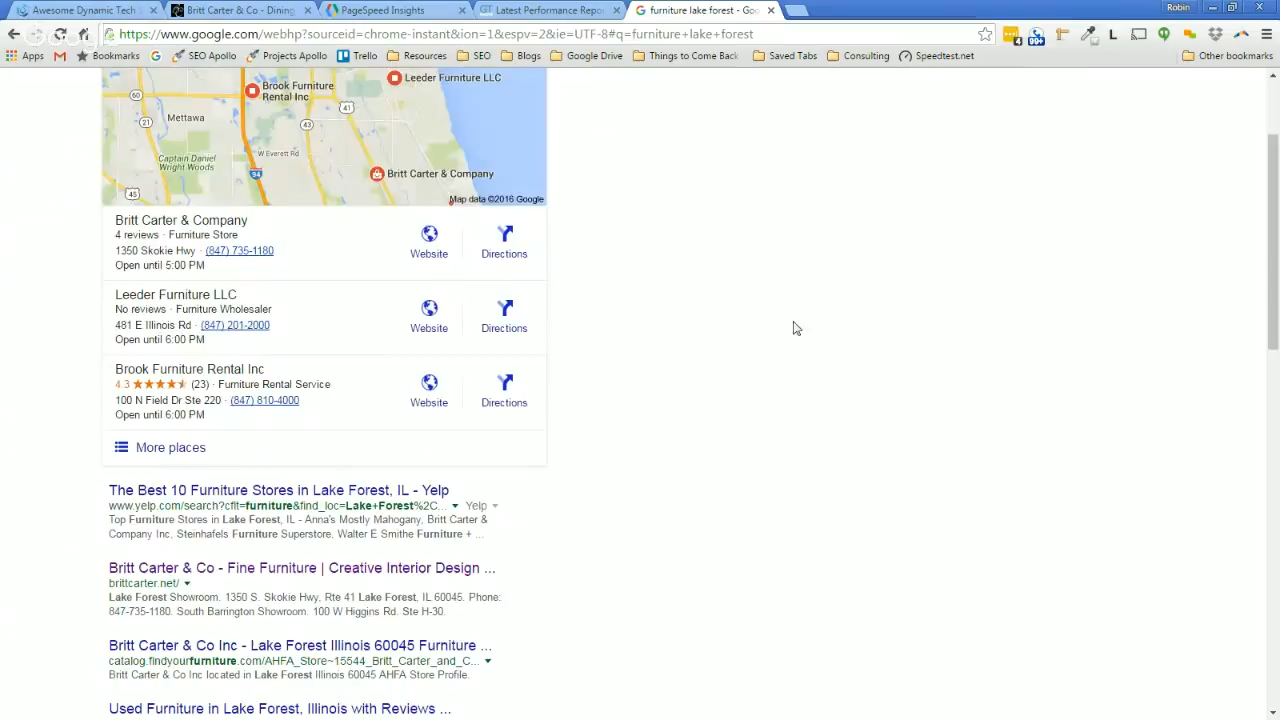 Awesome Dynamic Tech
Britt Carter & Co - Dining,
PageSpeed Insights
Latest Performance Repo
furniture lake forest - Goo
Robin
https://www.google.com/webhp?sourceid=chrome-instant&ion=1&espv=2&ie=UTF-8#q=furniture+lake+forest
4
99+
L
Apps
Bookmarks
SEO Apollo
Projects Apollo
Trello
Resources
SEO
Blogs
Google Drive
Things to Come Back
Saved Tabs
Consulting
Speedtest.net
Other bookmarks
Leeder Furniture LLC
Brook Furniture
Rental Inc
60
41
Mettawa
21
43
W Everett Rd
Captain Daniel
Wright Woods
94
Britt Carter & Company
45
Map data ©2016 Google
Britt Carter & Company
4 reviews · Furniture Store
1350 Skokie Hwy · (847) 735-1180
Open until 5:00 PM
Website
Directions
Leeder Furniture LLC
No reviews · Furniture Wholesaler
481 E Illinois Rd · (847) 201-2000
Open until 6:00 PM
Website
Directions
Brook Furniture Rental Inc
4.3 (23) · Furniture Rental Service
100 N Field Dr Ste 220 · (847) 810-4000
Open until 6:00 PM
Website
Directions
More places
The Best 10 Furniture Stores in Lake Forest, IL - Yelp
www.yelp.com/search?cflt=furniture&find_loc=Lake+Forest%2C... Yelp
Top Furniture Stores in Lake Forest, IL - Anna's Mostly Mahogany, Britt Carter &
Company Inc, Steinhafels Furniture Superstore, Walter E Smithe Furniture + ...
Britt Carter & Co - Fine Furniture | Creative Interior Design ...
brittcarter.net/
Lake Forest Showroom. 1350 S. Skokie Hwy, Rte 41 Lake Forest, IL 60045. Phone:
847-735-1180. South Barrington Showroom. 100 W Higgins Rd. Ste H-30.
Britt Carter & Co Inc - Lake Forest Illinois 60045 Furniture ...
catalog.findyourfurniture.com/AHFA_Store~15544_Britt_Carter_and_C...
Britt Carter & Co Inc located in Lake Forest Illinois 60045 AHFA Store Profile.
Used Furniture in Lake Forest, Illinois with Reviews ...